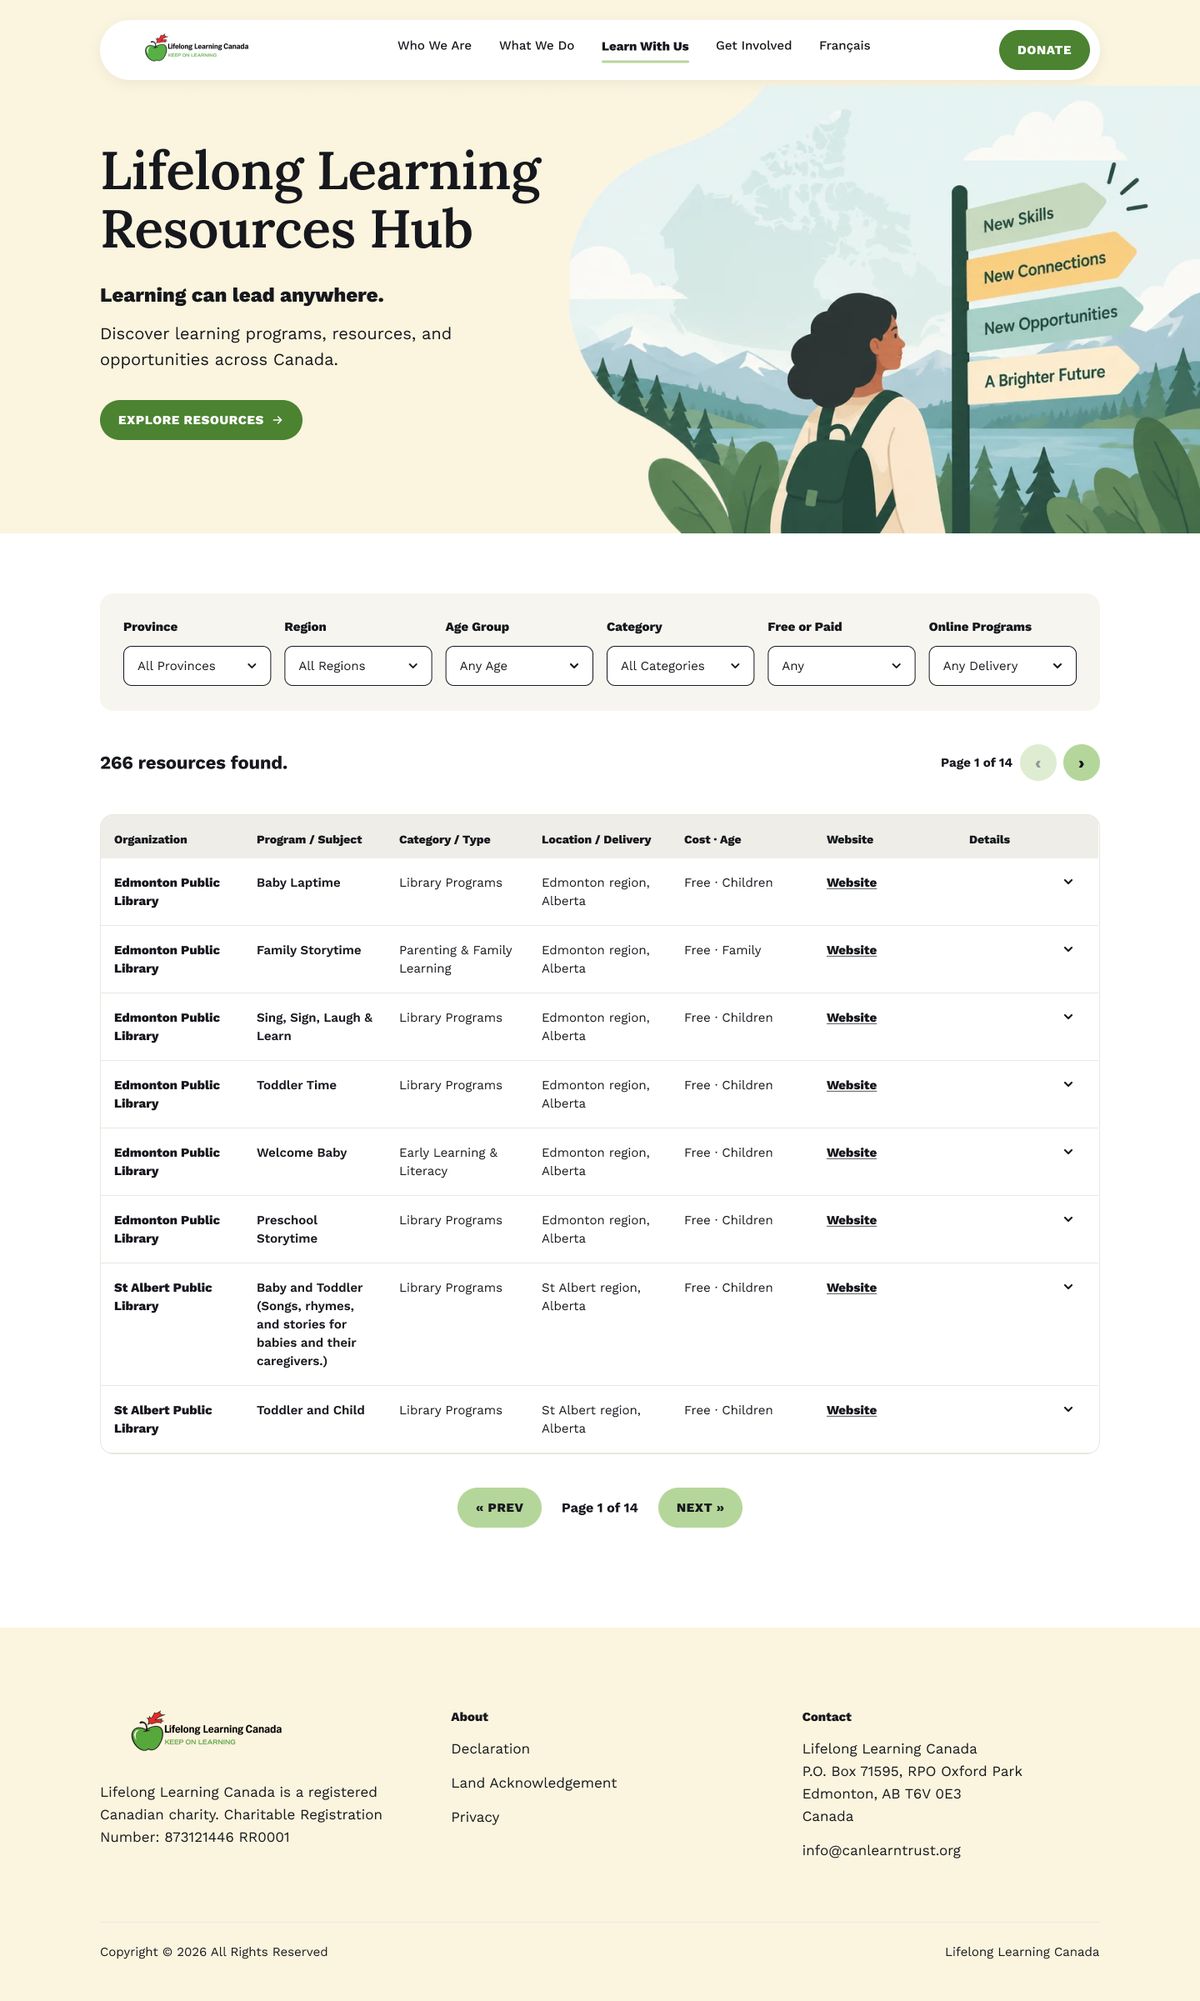 Lifelong Learning Canada
KEEP ON LEARNING
Who We Are
What We Do
Learn With Us
Get Involved
Français
DONATE
Lifelong Learning
Resources Hub
Learning can lead anywhere.
Discover learning programs, resources, and
opportunities across Canada.
EXPLORE RESOURCES →
New Skills
New Connections
New Opportunities
A Brighter Future
Province
Region
Age Group
Category
Free or Paid
Online Programs
All Provinces
All Regions
Any Age
All Categories
Any
Any Delivery
266 resources found.
Page 1 of 14 ‹ ›
Organization
Program / Subject
Category / Type
Location / Delivery
Cost · Age
Website
Details
Edmonton Public
Library
Baby Laptime
Library Programs
Edmonton region,
Alberta
Free · Children
Website
Edmonton Public
Library
Family Storytime
Parenting & Family
Learning
Edmonton region,
Alberta
Free · Family
Website
Edmonton Public
Library
Sing, Sign, Laugh &
Learn
Library Programs
Edmonton region,
Alberta
Free · Children
Website
Edmonton Public
Library
Toddler Time
Library Programs
Edmonton region,
Alberta
Free · Children
Website
Edmonton Public
Library
Welcome Baby
Early Learning &
Literacy
Edmonton region,
Alberta
Free · Children
Website
Edmonton Public
Library
Preschool
Storytime
Library Programs
Edmonton region,
Alberta
Free · Children
Website
St Albert Public
Library
Baby and Toddler
(Songs, rhymes,
and stories for
babies and their
caregivers.)
Library Programs
St Albert region,
Alberta
Free · Children
Website
St Albert Public
Library
Toddler and Child
Library Programs
St Albert region,
Alberta
Free · Children
Website
« PREV
Page 1 of 14
NEXT »
Lifelong Learning Canada
KEEP ON LEARNING
Lifelong Learning Canada is a registered
Canadian charity. Charitable Registration
Number: 873121446 RR0001
About
Declaration
Land Acknowledgement
Privacy
Contact
Lifelong Learning Canada
P.O. Box 71595, RPO Oxford Park
Edmonton, AB T6V 0E3
Canada
info@canlearntrust.org
Copyright © 2026 All Rights Reserved
Lifelong Learning Canada